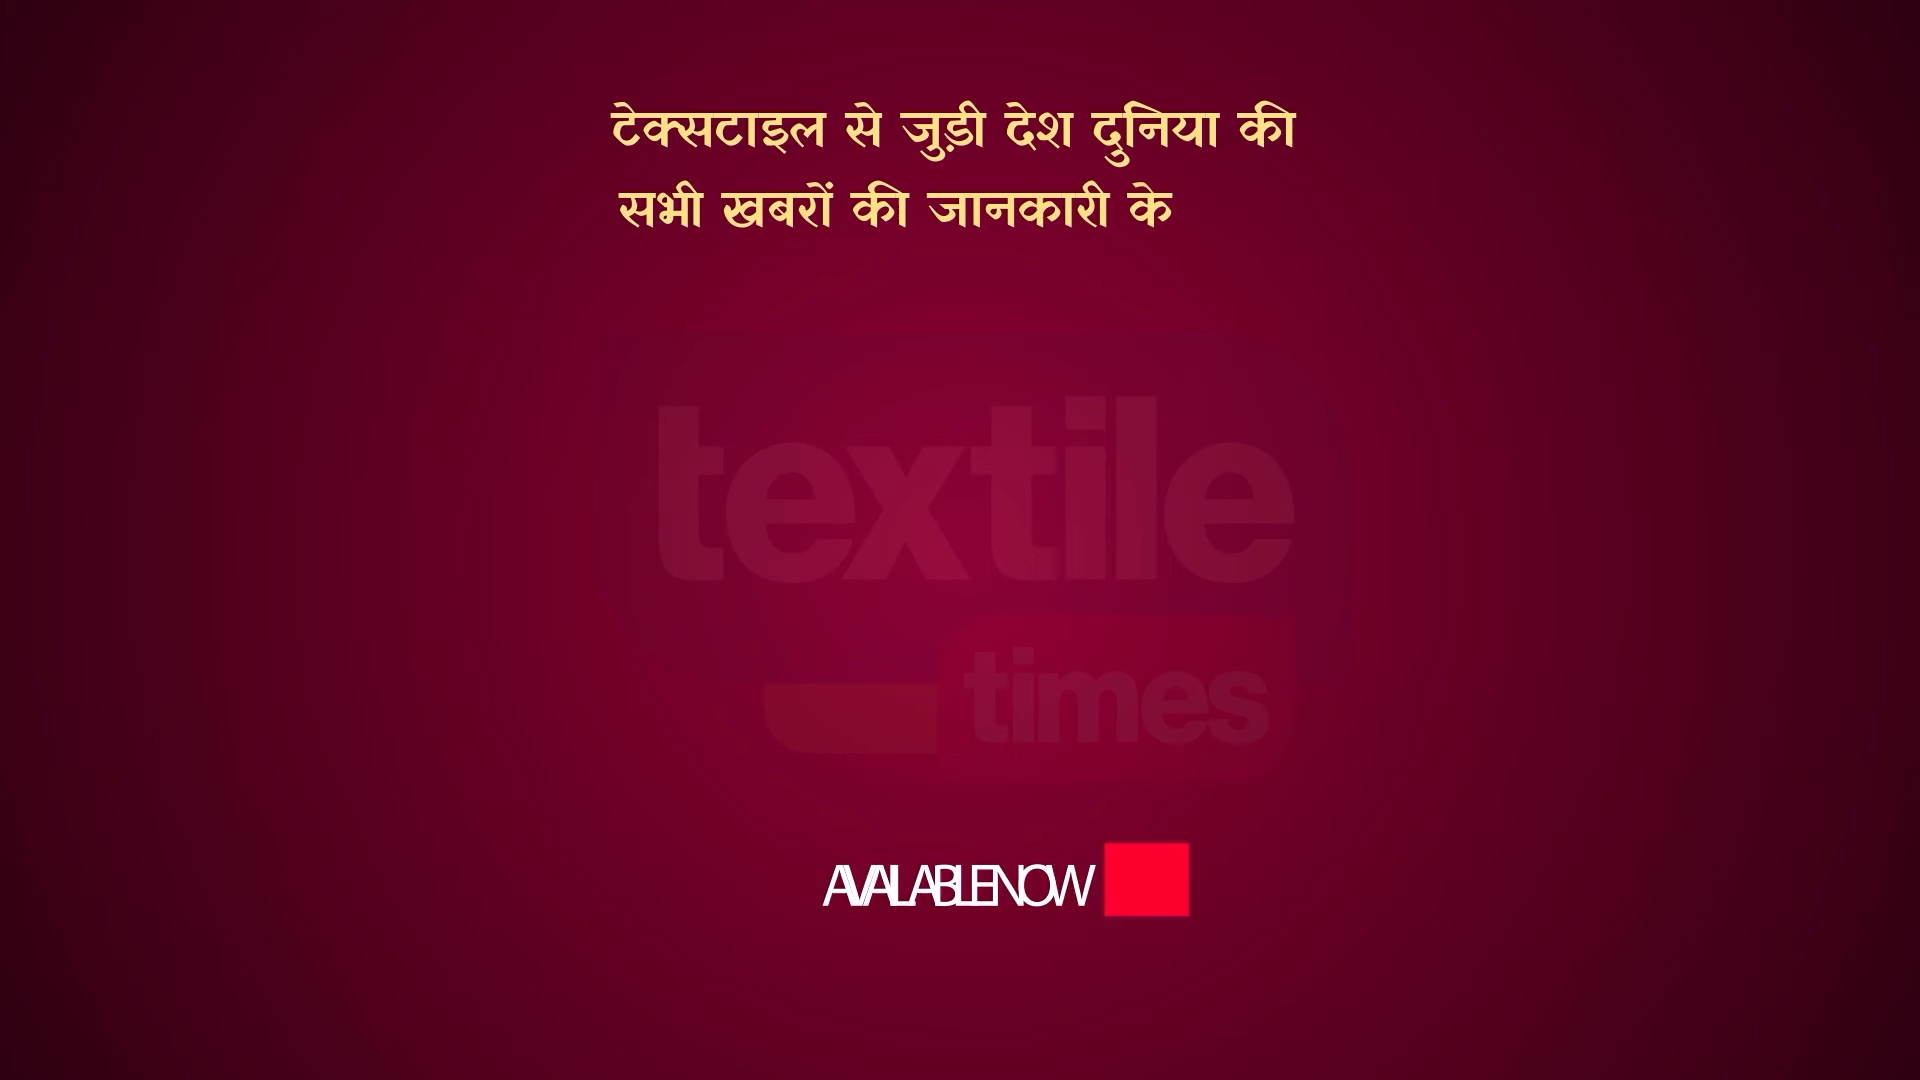 टेक्सटाइल से जुड़ी देश दुनिया की
सभी खबरों की जानकारी के
textile
times
AVAILABLE NOW